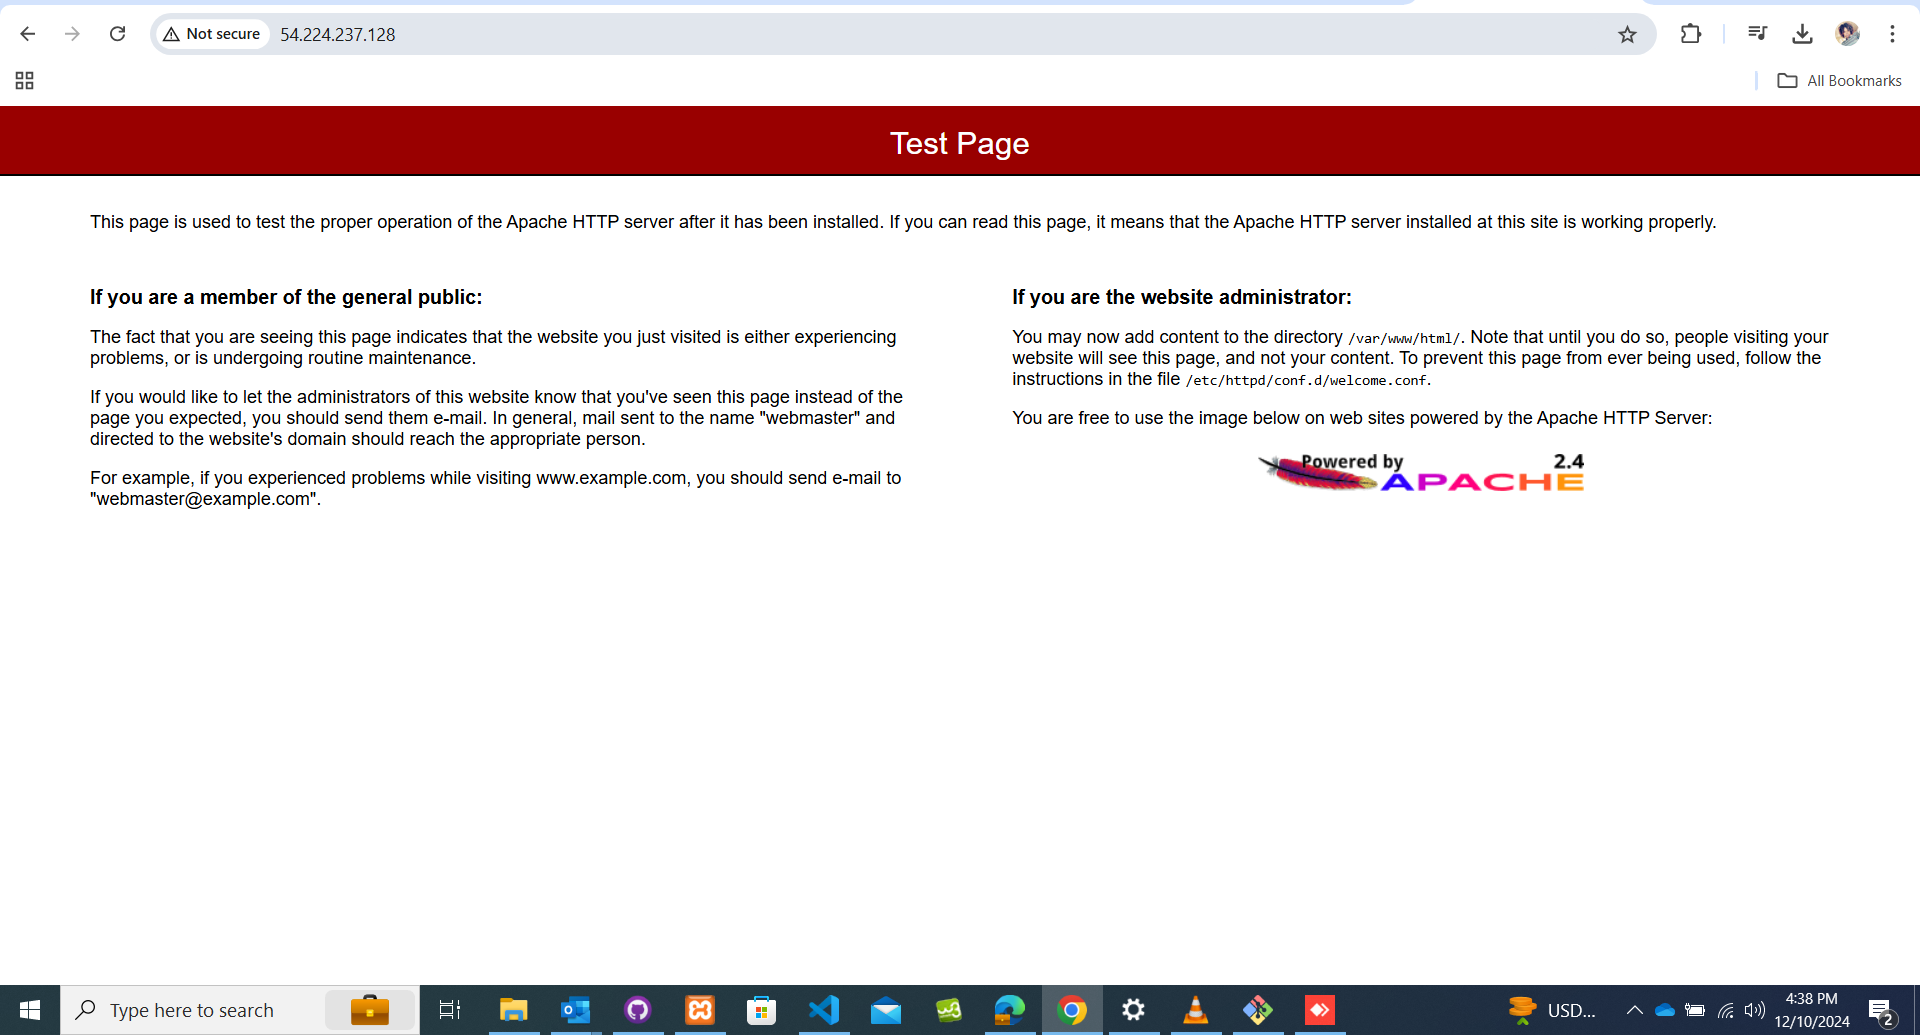 Not secure
54.224.237.128
All Bookmarks
Test Page
This page is used to test the proper operation of the Apache HTTP server after it has been installed. If you can read this page, it means that the Apache HTTP server installed at this site is working properly.
If you are a member of the general public:
The fact that you are seeing this page indicates that the website you just visited is either experiencing
problems, or is undergoing routine maintenance.
If you would like to let the administrators of this website know that you've seen this page instead of the
page you expected, you should send them e-mail. In general, mail sent to the name "webmaster" and
directed to the website's domain should reach the appropriate person.
For example, if you experienced problems while visiting www.example.com, you should send e-mail to
"webmaster@example.com".
If you are the website administrator:
You may now add content to the directory /var/www/html/. Note that until you do so, people visiting your
website will see this page, and not your content. To prevent this page from ever being used, follow the
instructions in the file /etc/httpd/conf.d/welcome.conf.
You are free to use the image below on web sites powered by the Apache HTTP Server:
Powered by 2.4
APACHE
Type here to search
USD...
4:38 PM
12/10/2024
2